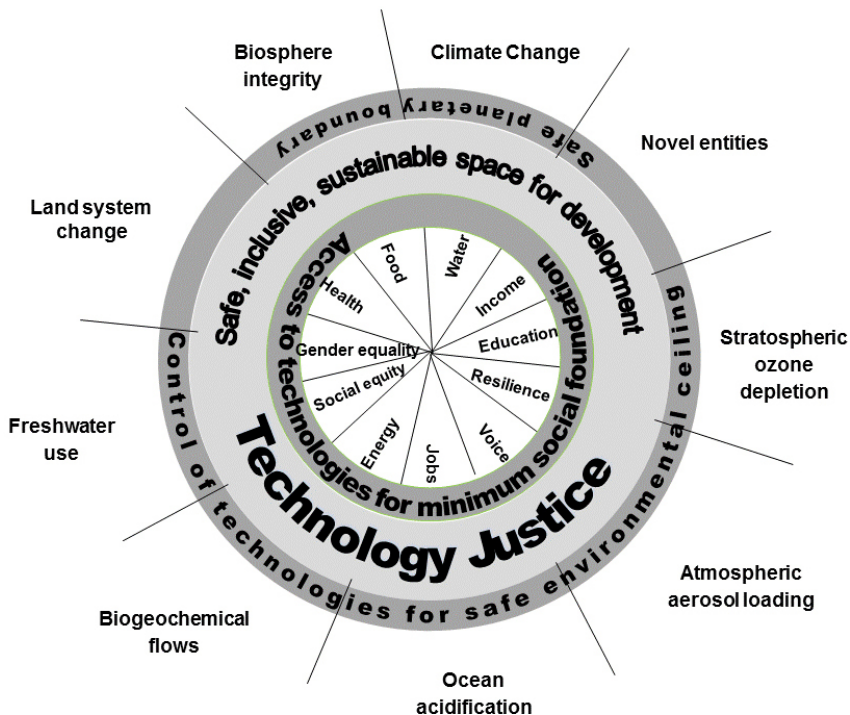 Biosphere
integrity
Climate Change
Novel entities
Stratospheric
ozone
depletion
Atmospheric
aerosol loading
Ocean
acidification
Biogeochemical
flows
Freshwater
use
Land system
change
Safe planetary boundary
Safe, inclusive, sustainable space for development
Control of technologies for safe environmental ceiling
Technology Justice
Access to technologies for minimum social foundation
Food
Water
Income
Education
Resilience
Voice
Jobs
Energy
Social equity
Gender equality
Health